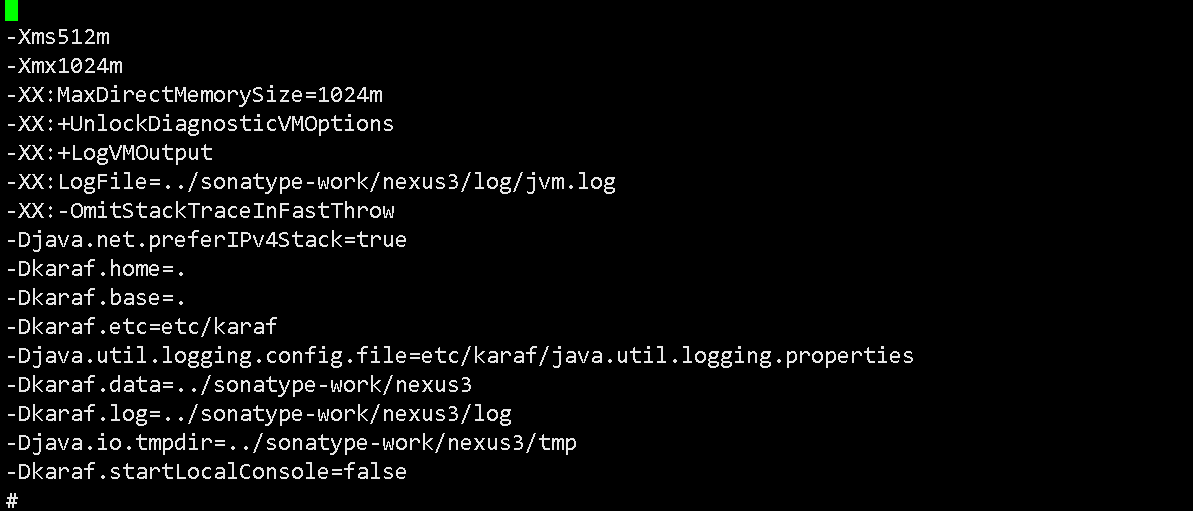 -Xms512m
-Xmx1024m
-XX:MaxDirectMemorySize=1024m
-XX:+UnlockDiagnosticVMOptions
-XX:+LogVMOutput
-XX:LogFile=../sonatype-work/nexus3/log/jvm.log
-XX:-OmitStackTraceInFastThrow
-Djava.net.preferIPv4Stack=true
-Dkaraf.home=.
-Dkaraf.base=.
-Dkaraf.etc=etc/karaf
-Djava.util.logging.config.file=etc/karaf/java.util.logging.properties
-Dkaraf.data=../sonatype-work/nexus3
-Dkaraf.log=../sonatype-work/nexus3/log
-Djava.io.tmpdir=../sonatype-work/nexus3/tmp
-Dkaraf.startLocalConsole=false
#